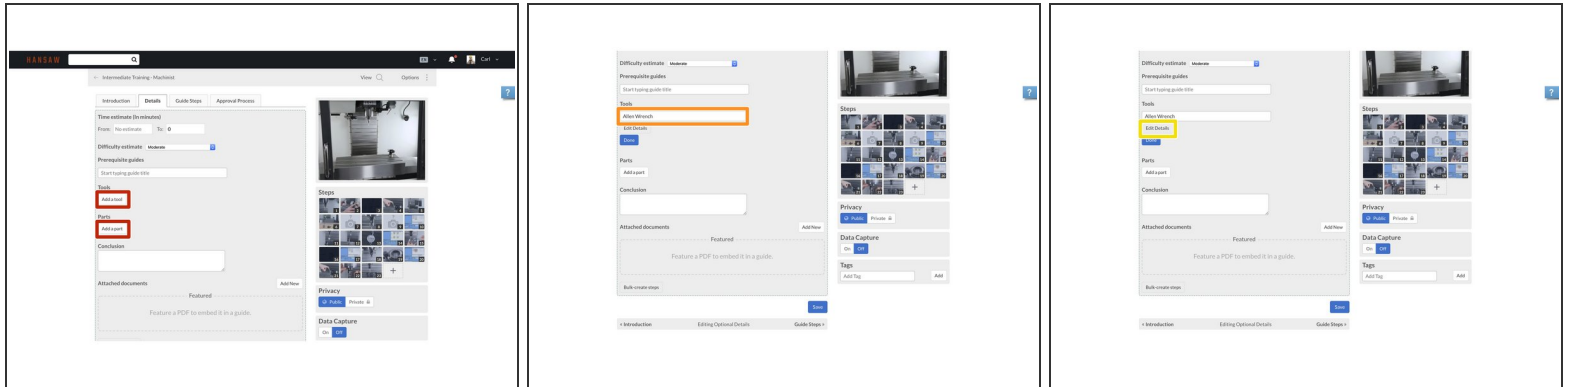 HANSAW
EN
Carl
← Intermediate Training - Machinist
View
Options
?
Introduction
Details
Guide Steps
Approval Process
Time estimate (in minutes)
From: No estimate To: 0
Difficulty estimate Moderate
Prerequisite guides
Start typing guide title
Tools
Add a tool
Parts
Add a part
Conclusion
Attached documents
Add New
Featured
Feature a PDF to embed it in a guide.
Steps
+
Privacy
Public Private
Data Capture
On Off
Difficulty estimate Moderate
Prerequisite guides
Start typing guide title
Tools
Allen Wrench
Edit Details
Done
Parts
Add a part
Conclusion
Attached documents
Add New
Featured
Feature a PDF to embed it in a guide.
Bulk-create steps
Save
< Introduction
Editing Optional Details
Guide Steps >
Steps
+
Privacy
Public Private
Data Capture
On Off
Tags
Add Tag
Add
?
Difficulty estimate Moderate
Prerequisite guides
Start typing guide title
Tools
Allen Wrench
Edit Details
Done
Parts
Add a part
Conclusion
Attached documents
Add New
Featured
Feature a PDF to embed it in a guide.
Bulk-create steps
Save
< Introduction
Editing Optional Details
Guide Steps >
Steps
+
Privacy
Public Private
Data Capture
On Off
Tags
Add Tag
Add
?